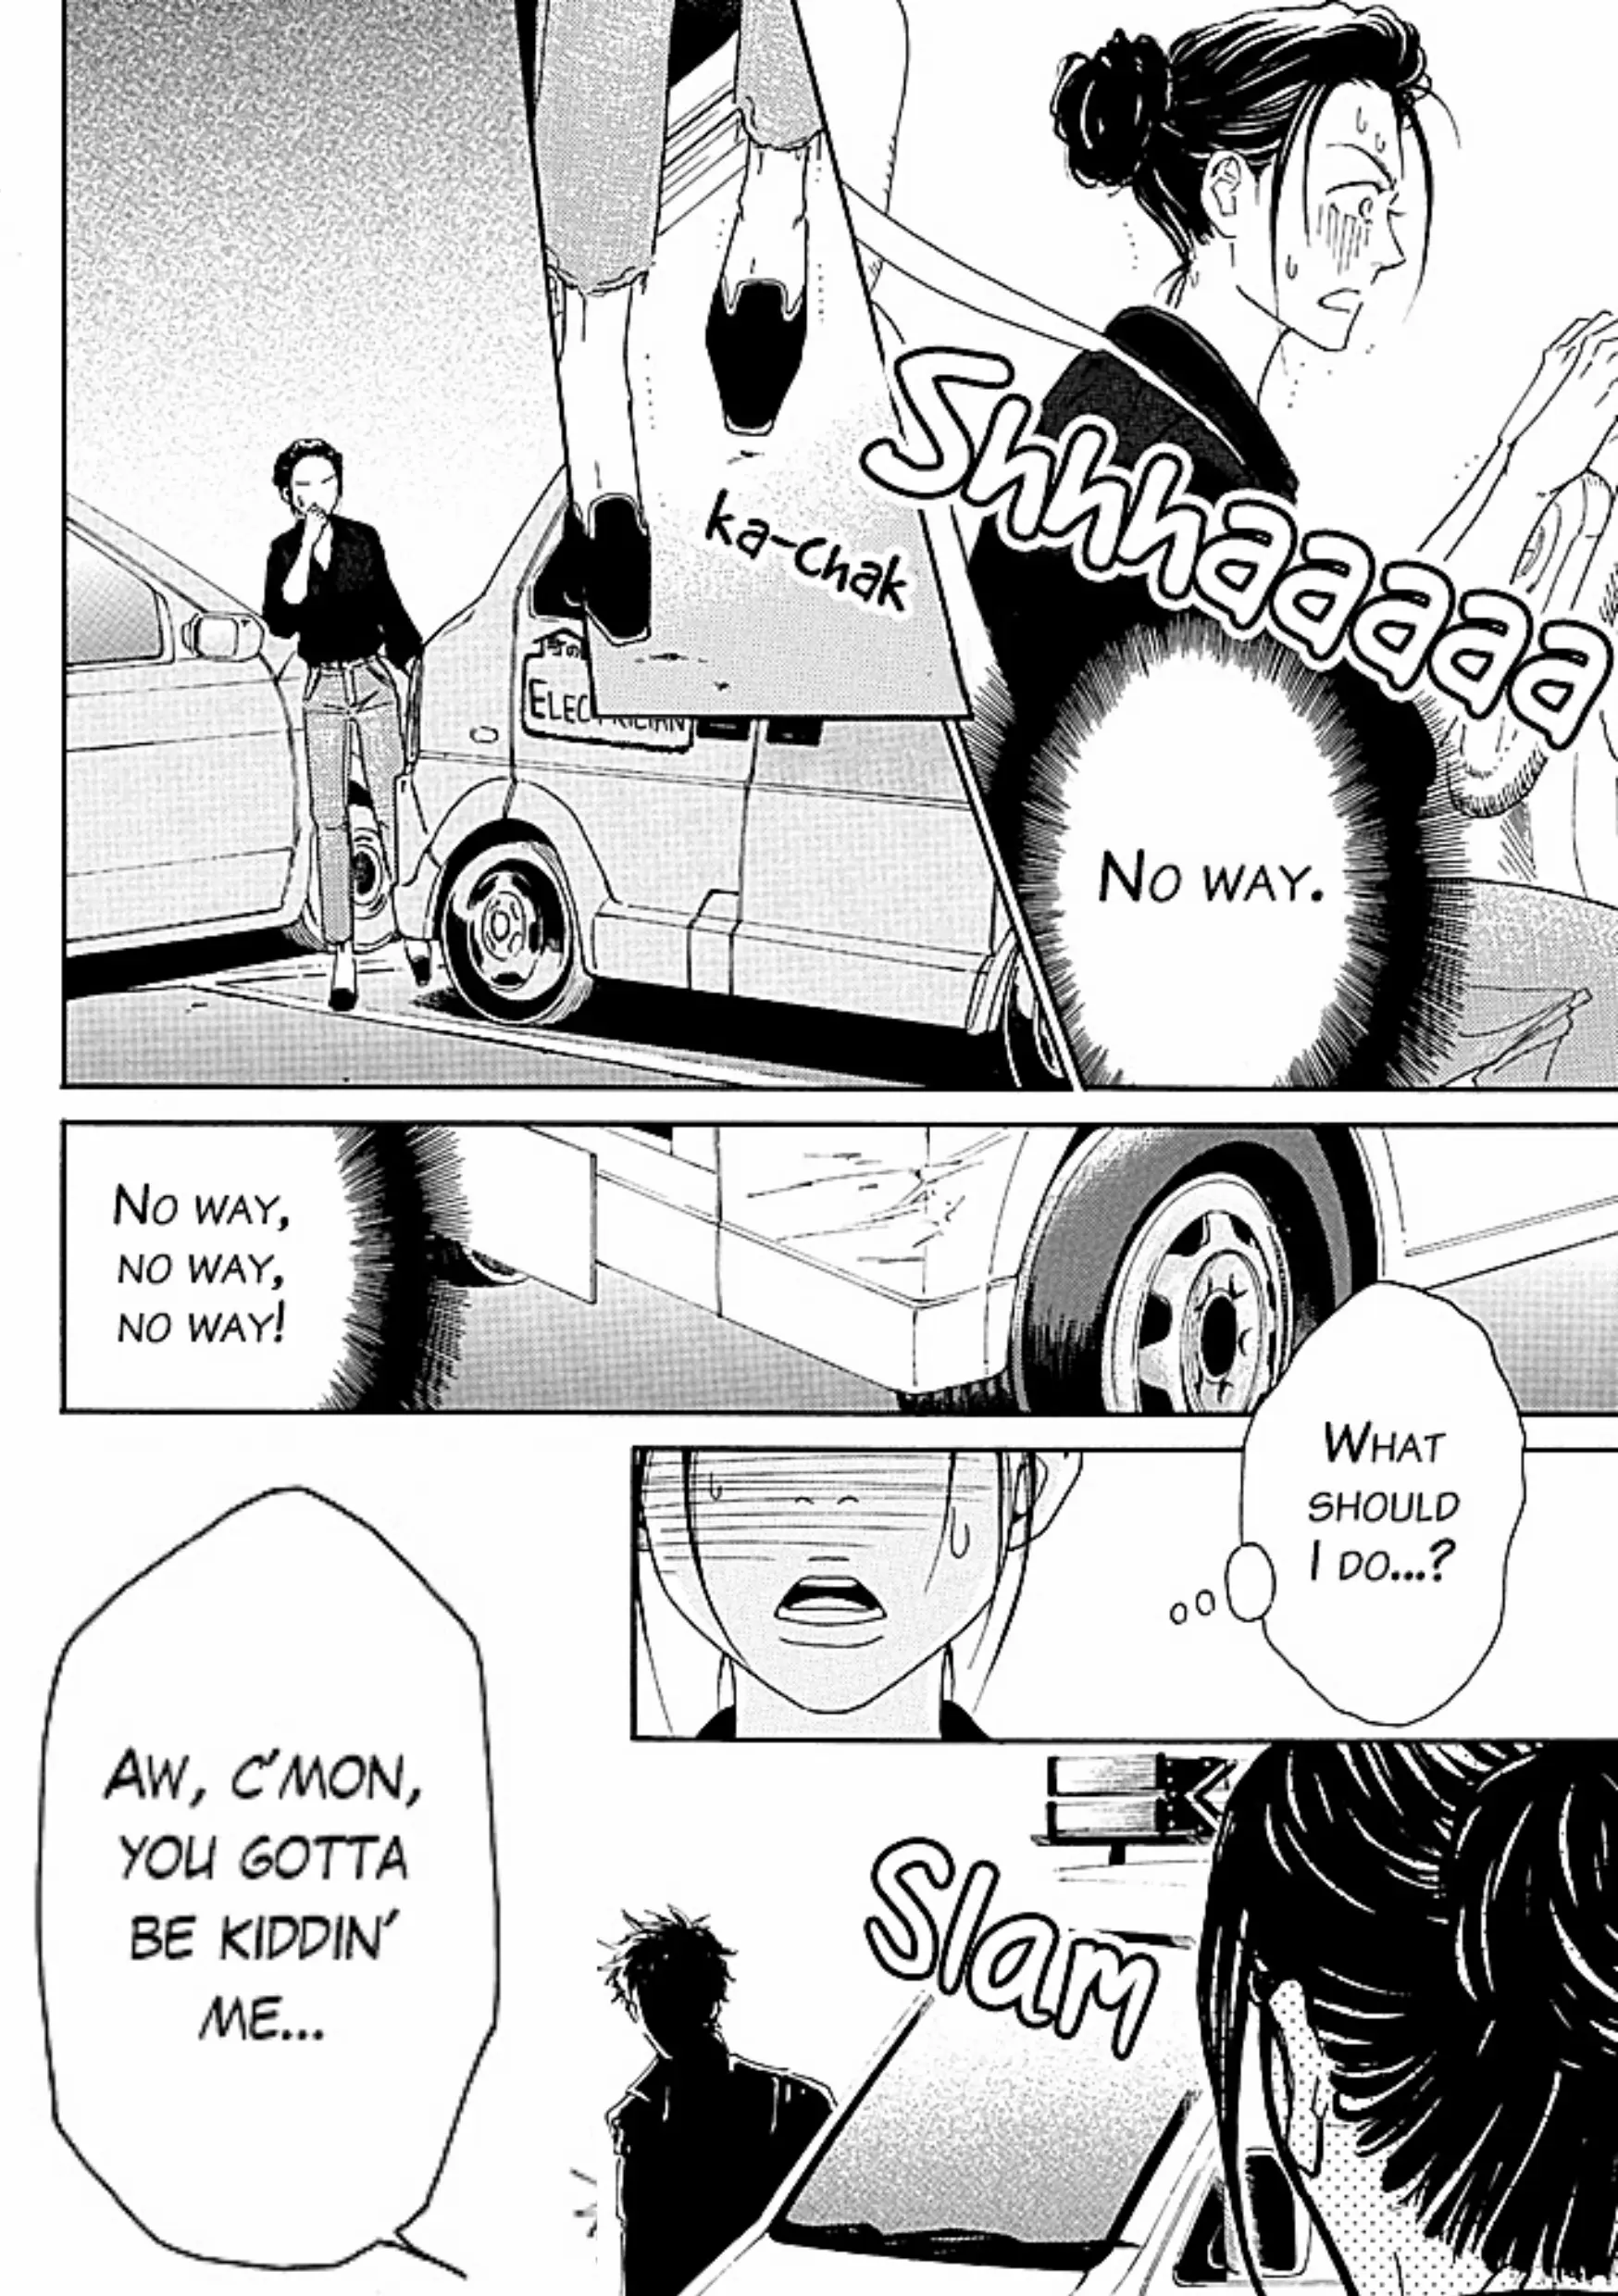 Shhhaaaaaa
No way.
ka-chak
ELECTRICIAN
No way,
no way,
no way!
What
should
I do...?
Slam
Aw, c'mon,
you gotta
be kiddin'
me...